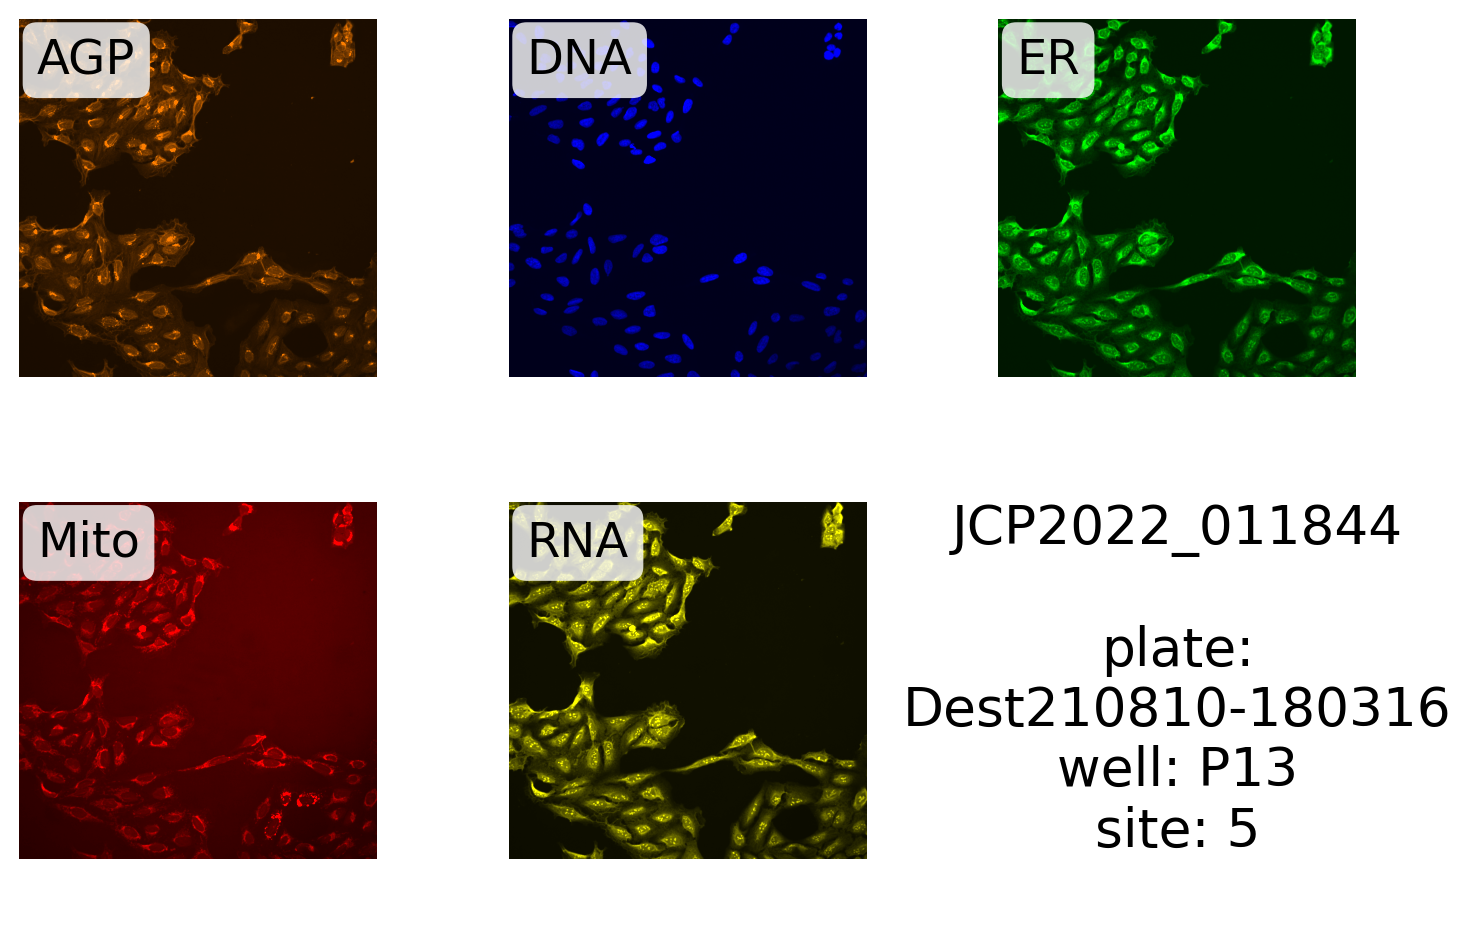 AGP
DNA
ER
Mito
RNA
JCP2022_011844
plate:
Dest210810-180316
well: P13
site: 5